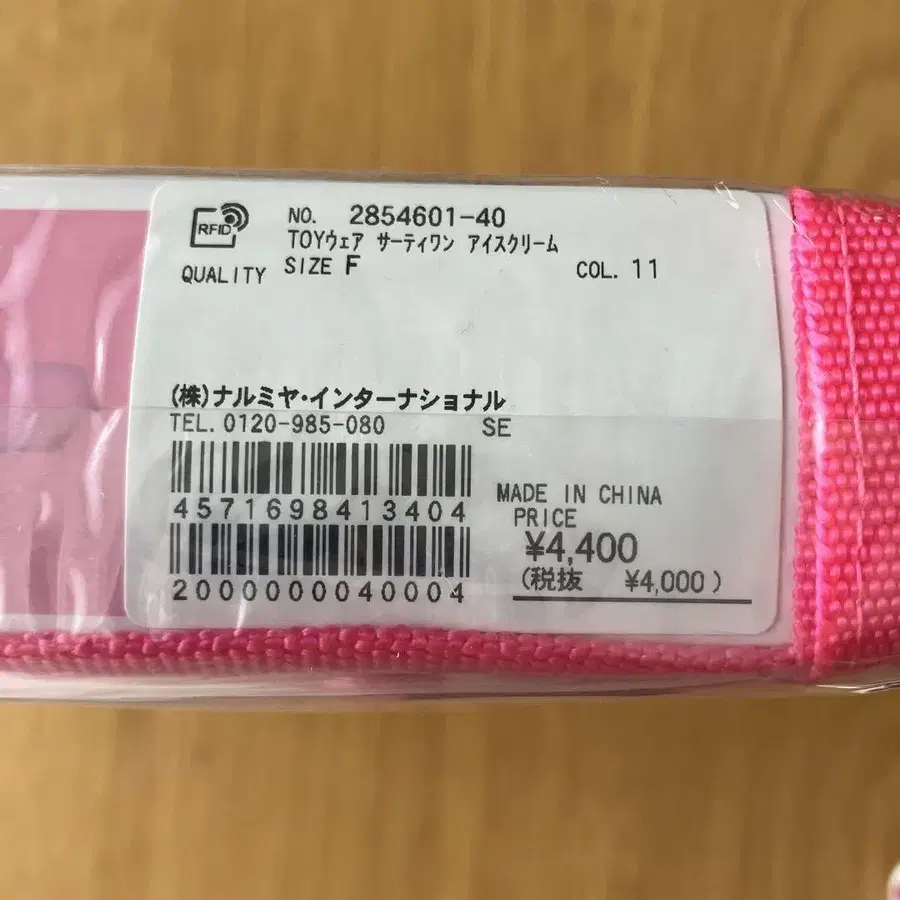 RFID
NO. 2854601-40
TOYウェア サーティワン アイスクリーム
QUALITY SIZE F COL. 11
(株)ナルミヤ・インターナショナル
TEL. 0120-985-080 SE
4571698413404
MADE IN CHINA
PRICE
¥4,400
(税抜 ¥4,000)
2000000040004